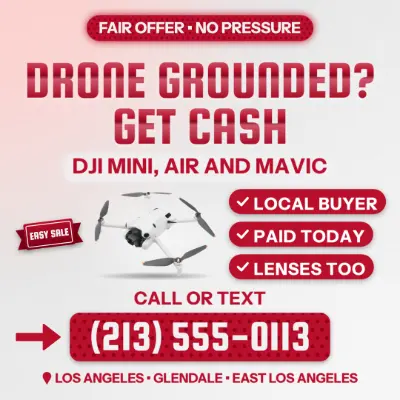 FAIR OFFER • NO PRESSURE
DRONE GROUNDED?
GET CASH
DJI MINI, AIR AND MAVIC
LOCAL BUYER
EASY SALE
PAID TODAY
LENSES TOO
CALL OR TEXT
(213) 555-0113
LOS ANGELES • GLENDALE • EAST LOS ANGELES